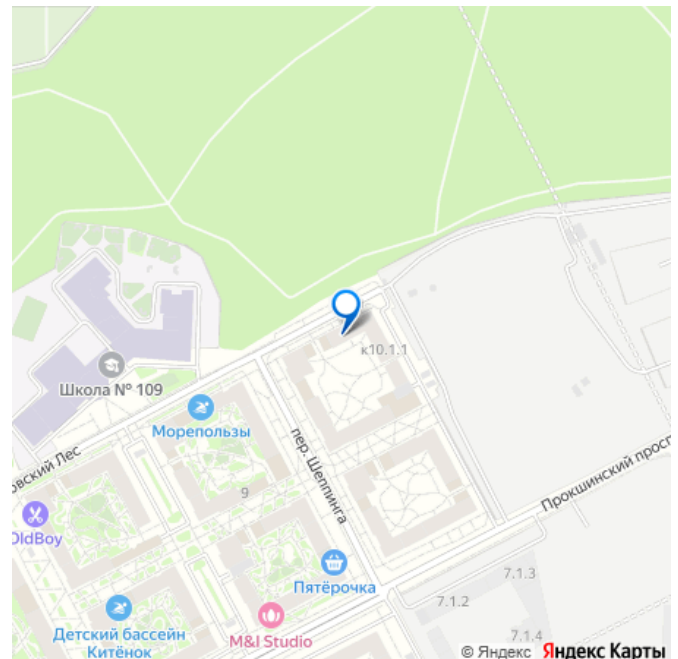 к10.1.1
Школа № 109
Морепользы
пер. Шеппинга
овский Лес
9
Прокшинский просп
OldBoy
Пятёрочка
7.1.3
7.1.2
Детский бассейн
Китёнок
M&I Studio
7.1.4
© Яндекс Яндекс Карты